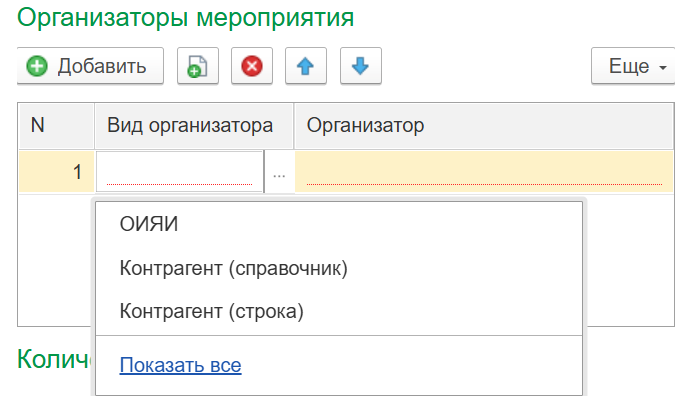 Организаторы мероприятия
Добавить
Еще
N Вид организатора Организатор
1 ...
ОИЯИ
Контрагент (справочник)
Контрагент (строка)
Показать все